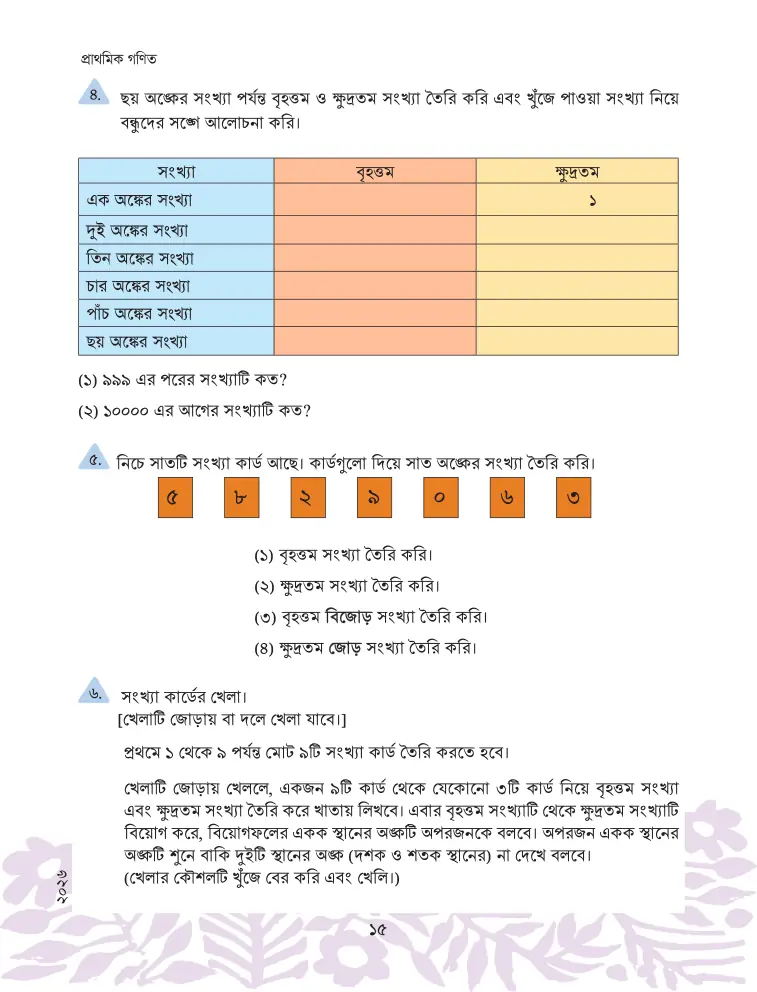 প্রাথমিক গণিত
৪. ছয় অঙ্কের সংখ্যা পর্যন্ত বৃহত্তম ও ক্ষুদ্রতম সংখ্যা তৈরি করি এবং খুঁজে পাওয়া সংখ্যা নিয়ে
বন্ধুদের সঙ্গে আলোচনা করি।
সংখ্যা বৃহত্তম ক্ষুদ্রতম
এক অঙ্কের সংখ্যা ১
দুই অঙ্কের সংখ্যা
তিন অঙ্কের সংখ্যা
চার অঙ্কের সংখ্যা
পাঁচ অঙ্কের সংখ্যা
ছয় অঙ্কের সংখ্যা
(১) ৯৯৯ এর পরের সংখ্যাটি কত?
(২) ১০০০০ এর আগের সংখ্যাটি কত?
৫. নিচে সাতটি সংখ্যা কার্ড আছে। কার্ডগুলো দিয়ে সাত অঙ্কের সংখ্যা তৈরি করি।
৫ ৮ ২ ৯ ০ ৬ ৩
(১) বৃহত্তম সংখ্যা তৈরি করি।
(২) ক্ষুদ্রতম সংখ্যা তৈরি করি।
(৩) বৃহত্তম বিজোড় সংখ্যা তৈরি করি।
(৪) ক্ষুদ্রতম জোড় সংখ্যা তৈরি করি।
৬. সংখ্যা কার্ডের খেলা।
[খেলাটি জোড়ায় বা দলে খেলা যাবে।]
প্রথমে ১ থেকে ৯ পর্যন্ত মোট ৯টি সংখ্যা কার্ড তৈরি করতে হবে।
খেলাটি জোড়ায় খেললে, একজন ৯টি কার্ড থেকে যেকোনো ৩টি কার্ড নিয়ে বৃহত্তম সংখ্যা
এবং ক্ষুদ্রতম সংখ্যা তৈরি করে খাতায় লিখবে। এবার বৃহত্তম সংখ্যাটি থেকে ক্ষুদ্রতম সংখ্যাটি
বিয়োগ করে, বিয়োগফলের একক স্থানের অঙ্কটি অপরজনকে বলবে। অপরজন একক স্থানের
অঙ্কটি শুনে বাকি দুইটি স্থানের অঙ্ক (দশক ও শতক স্থানের) না দেখে বলবে।
(খেলার কৌশলটি খুঁজে বের করি এবং খেলি।)
২০২৬
১৫